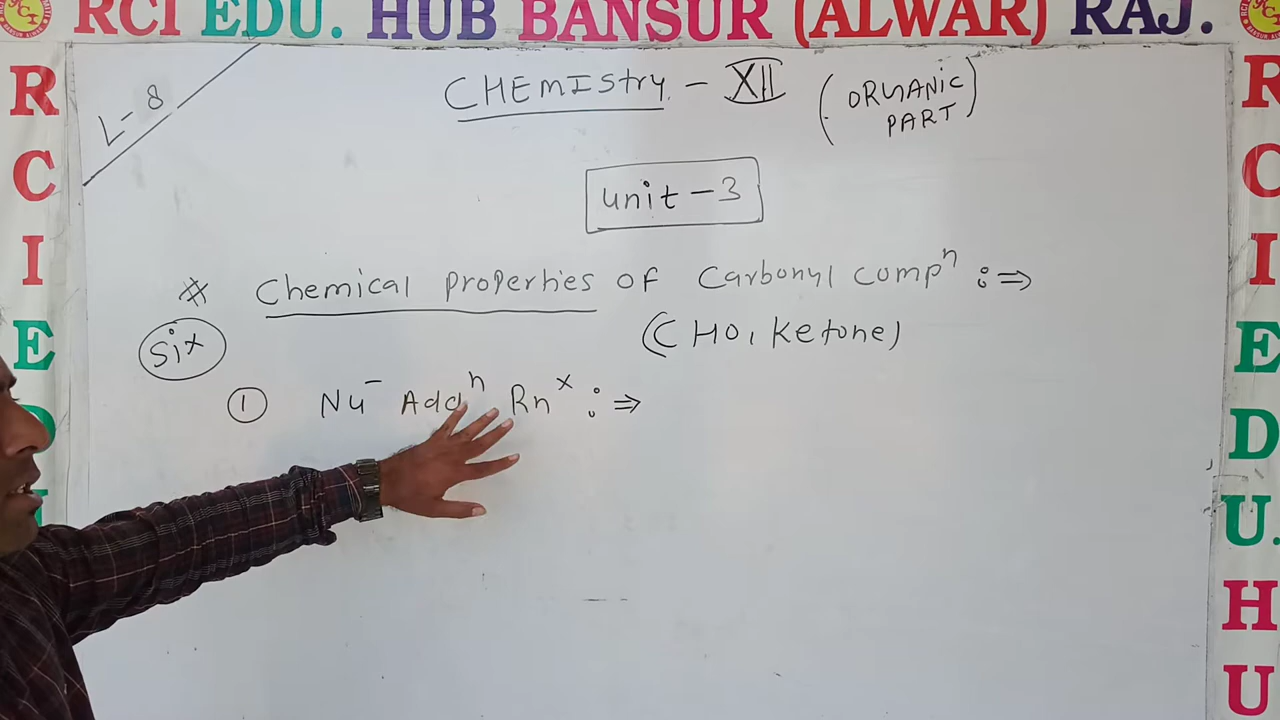 RCI EDU. HUB BANSUR (ALWAR) RAJ.
L-8
CHEMIStry - XII (ORGANIC PART)
unit-3
# Chemical properties of Carbonyl compⁿ :⇒
(CHO, Ketone)
Six
① Nu⁻ Addⁿ Rnˣ :⇒
R
C
I
E
D
R
C
I
E
D
U.
H
U